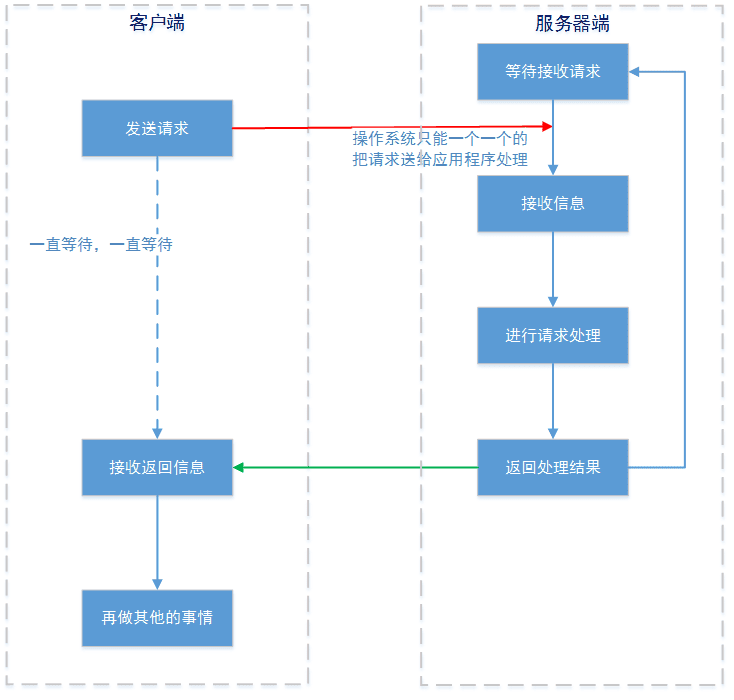 客户端
服务器端
等待接收请求
发送请求
操作系统只能一个一个的
把请求送给应用程序处理
接收信息
一直等待，一直等待
进行请求处理
接收返回信息
返回处理结果
再做其他的事情